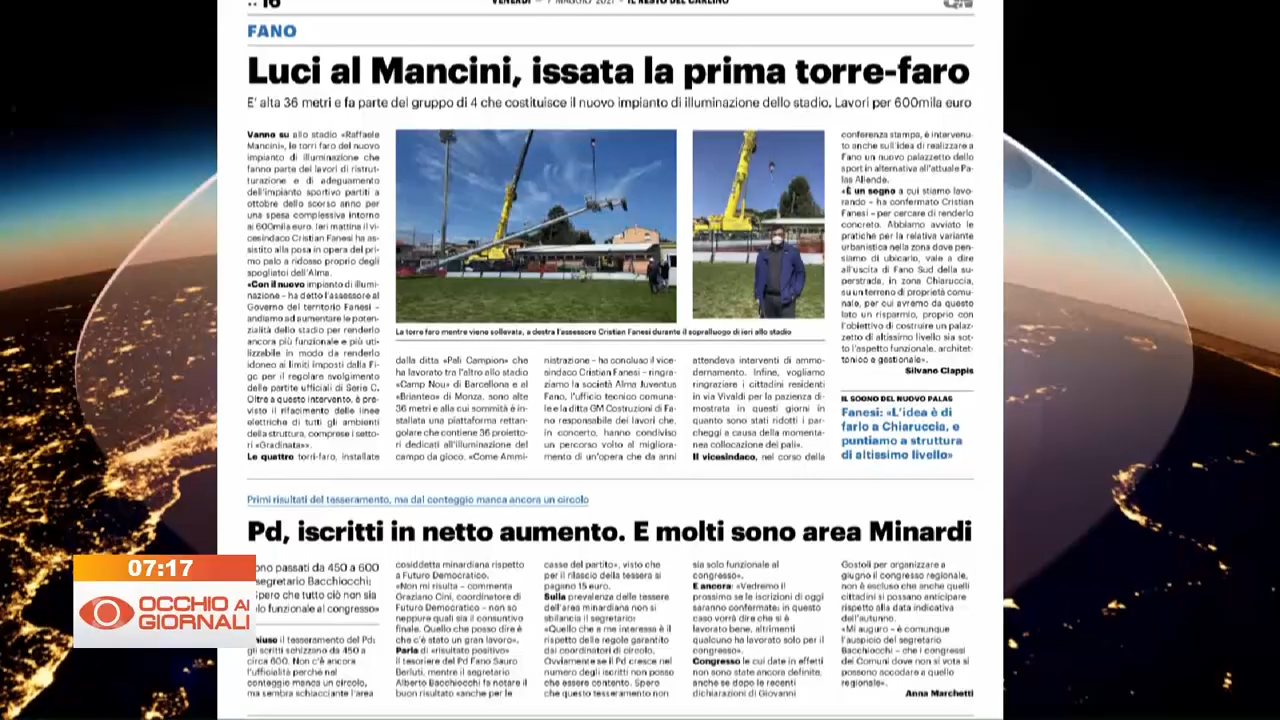 16
VENERDÌ — 7 MAGGIO 2021 – IL RESTO DEL CARLINO
FANO
Luci al Mancini, issata la prima torre-faro
E' alta 36 metri e fa parte del gruppo di 4 che costituisce il nuovo impianto di illuminazione dello stadio. Lavori per 600mila euro
Vanno su allo stadio «Raffaele
Mancini», le torri faro del nuovo
impianto di illuminazione che
fanno parte dei lavori di ristrut-
turazione e di adeguamento
dell'impianto sportivo partiti a
ottobre dello scorso anno per
una spesa complessiva intorno
ai 600mila euro. Ieri mattina il vi-
cesindaco Cristian Fanesi ha as-
sistito alla posa in opera del pri-
mo palo a ridosso proprio degli
spogliatoi dell'Alma.
«Con il nuovo impianto di illumi-
nazione – ha detto l'assessore al
Governo del territorio Fanesi –
andiamo ad aumentare le poten-
zialità dello stadio per renderlo
ancora più funzionale e più uti-
lizzabile in modo da renderlo
idoneo ai limiti imposti dalla Fi-
gc per il regolare svolgimento
delle partite ufficiali di Serie C.
Oltre a questo intervento, è pre-
visto il rifacimento delle linee
elettriche di tutti gli ambienti
della struttura, comprese i setto-
ri «Gradinata».
Le quattro torri-faro, installate
La torre faro mentre viene sollevata, a destra l'assessore Cristian Fanesi durante il sopralluogo di ieri allo stadio
dalla ditta «Pali Campion» che
ha lavorato tra l'altro allo stadio
«Camp Nou» di Barcellona e al
«Brianteo» di Monza, sono alte
36 metri e alla cui sommità è in-
stallata una piattaforma rettan-
golare che contiene 36 proietto-
ri dedicati all'illuminazione del
campo da gioco. «Come Ammi-
nistrazione – ha concluso il vice-
sindaco Cristian Fanesi – ringra-
ziamo la società Alma Juventus
Fano, l'ufficio tecnico comuna-
le e la ditta GM Costruzioni di Fa-
no responsabile dei lavori che,
in concerto, hanno condiviso
un percorso volto al migliora-
mento di un'opera che da anni
attendeva interventi di ammo-
dernamento. Infine, vogliamo
ringraziare i cittadini residenti
in via Vivaldi per la pazienza di-
mostrata in questi giorni in
quanto sono stati ridotti i par-
cheggi a causa della momenta-
nea collocazione dei pali».
Il vicesindaco, nel corso della
conferenza stampa, è intervenu-
to anche sull'idea di realizzare a
Fano un nuovo palazzetto dello
sport in alternativa all'attuale Pa-
las Allende.
«È un sogno a cui stiamo lavo-
rando – ha confermato Cristian
Fanesi – per cercare di renderlo
concreto. Abbiamo avviato le
pratiche per la relativa variante
urbanistica nella zona dove pen-
siamo di ubicarlo, vale a dire
all'uscita di Fano Sud della su-
perstrada, in zona Chiaruccia,
su un terreno di proprietà comu-
nale, per cui avremo da questo
lato un risparmio, proprio con
l'obiettivo di costruire un palaz-
zetto di altissimo livello sia sot-
to l'aspetto funzionale, architet-
tonico e gestionale».
Silvano Clappis
IL SOGNO DEL NUOVO PALAS
Fanesi: «L'idea è di
farlo a Chiaruccia, e
puntiamo a struttura
di altissimo livello»
Primi risultati del tesseramento, ma dal conteggio manca ancora un circolo
Pd, iscritti in netto aumento. E molti sono area Minardi
ono passati da 450 a 600
segretario Bacchiocchi:
Spero che tutto ciò non sia
olo funzionale al congresso»
hiuso il tesseramento del Pd:
gli iscritti schizzano da 450 a
circa 600. Non c'è ancora
l'ufficialità perché nel
conteggio manca un circolo,
ma sembra schiacciante l'area
cosiddetta minardiana rispetto
a Futuro Democratico.
«Non mi risulta – commenta
Graziano Cini, coordinatore di
Futuro Democratico – non so
neppure quali sia il consuntivo
finale. Quello che posso dire è
che c'è stato un gran lavoro».
Parla di «risultato positivo»
il tesoriere del Pd Fano Sauro
Berluti, mentre il segretario
Alberto Bacchiocchi fa notare il
buon risultato «anche per le
casse del partito», visto che
per il rilascio della tessera si
pagano 15 euro.
Sulla prevalenza delle tessere
dell'area minardiana non si
sbilancia il segretario:
«Quello che a me interessa è il
rispetto delle regole garantito
dai coordinatori di circolo.
Ovviamente se il Pd cresce nel
numero degli iscritti non posso
che essere contento. Spero
che questo tesseramento non
sia solo funzionale al
congresso».
E ancora: «Vedremo il
prossimo se le iscrizioni di oggi
saranno confermate: in questo
caso vorrà dire che si è
lavorato bene, altrimenti
qualcuno ha lavorato solo per il
congresso».
Congresso le cui date in effetti
non sono state ancora definite,
anche se dopo le recenti
dichiarazioni di Giovanni
Gostoli per organizzare a
giugno il congresso regionale,
non è escluso che anche quelli
cittadini si possano anticipare
rispetto alla data indicativa
dell'autunno.
«Mi auguro – è comunque
l'auspicio del segretario
Bacchiocchi – che i congressi
dei Comuni dove non si vota si
possono accodare a quello
regionale».
Anna Marchetti
07:17
OCCHIO AI
GIORNALI